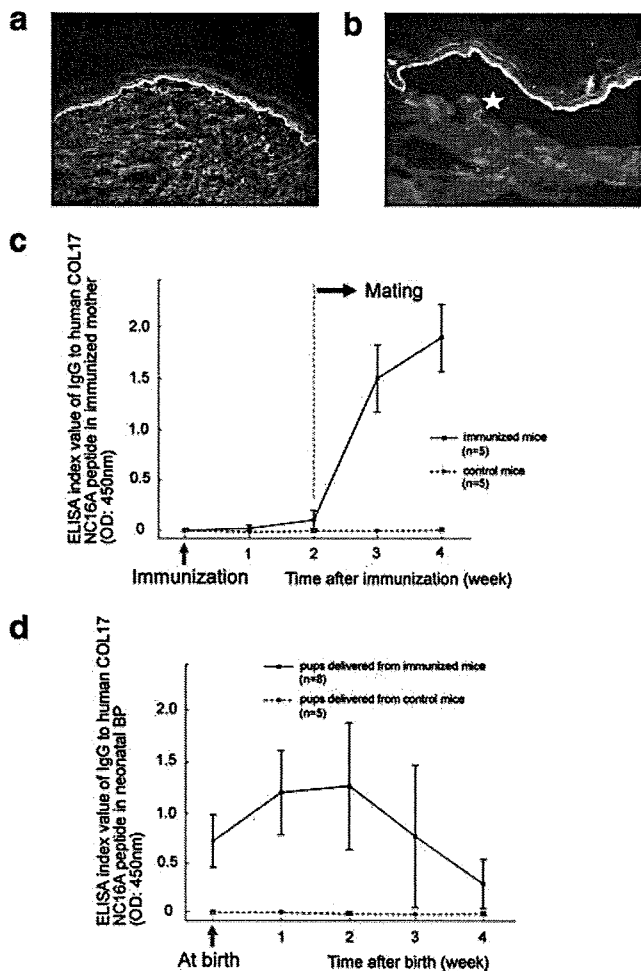 a
b
c
ELISA index value of IgG to human COL17
NC16A peptide in immunized mother
(OD: 450nm)
2.0
1.5
1.0
0.5
0
Mating
immunized mice
(n=5)
control mice
(n=5)
1 2 3 4
Immunization
Time after immunization (week)
d
ELISA index value of IgG to human COL17
NC16A peptide in neonatal BP
(OD: 450nm)
2.0
1.5
1.0
0.5
0
pups delivered from immunized mice
(n=8)
pups delivered from control mice
(n=5)
1 2 3 4
At birth
Time after birth (week)